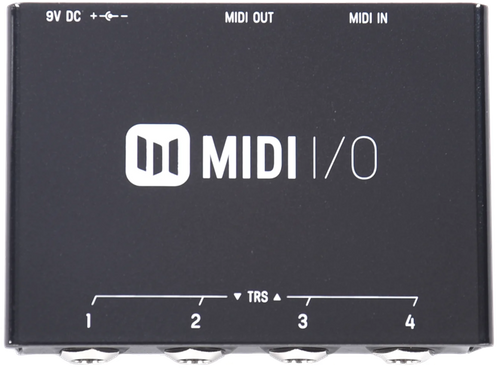 9V DC + - MIDI OUT MIDI IN
MIDI I/O
▼ TRS ▲
1 2 3 4